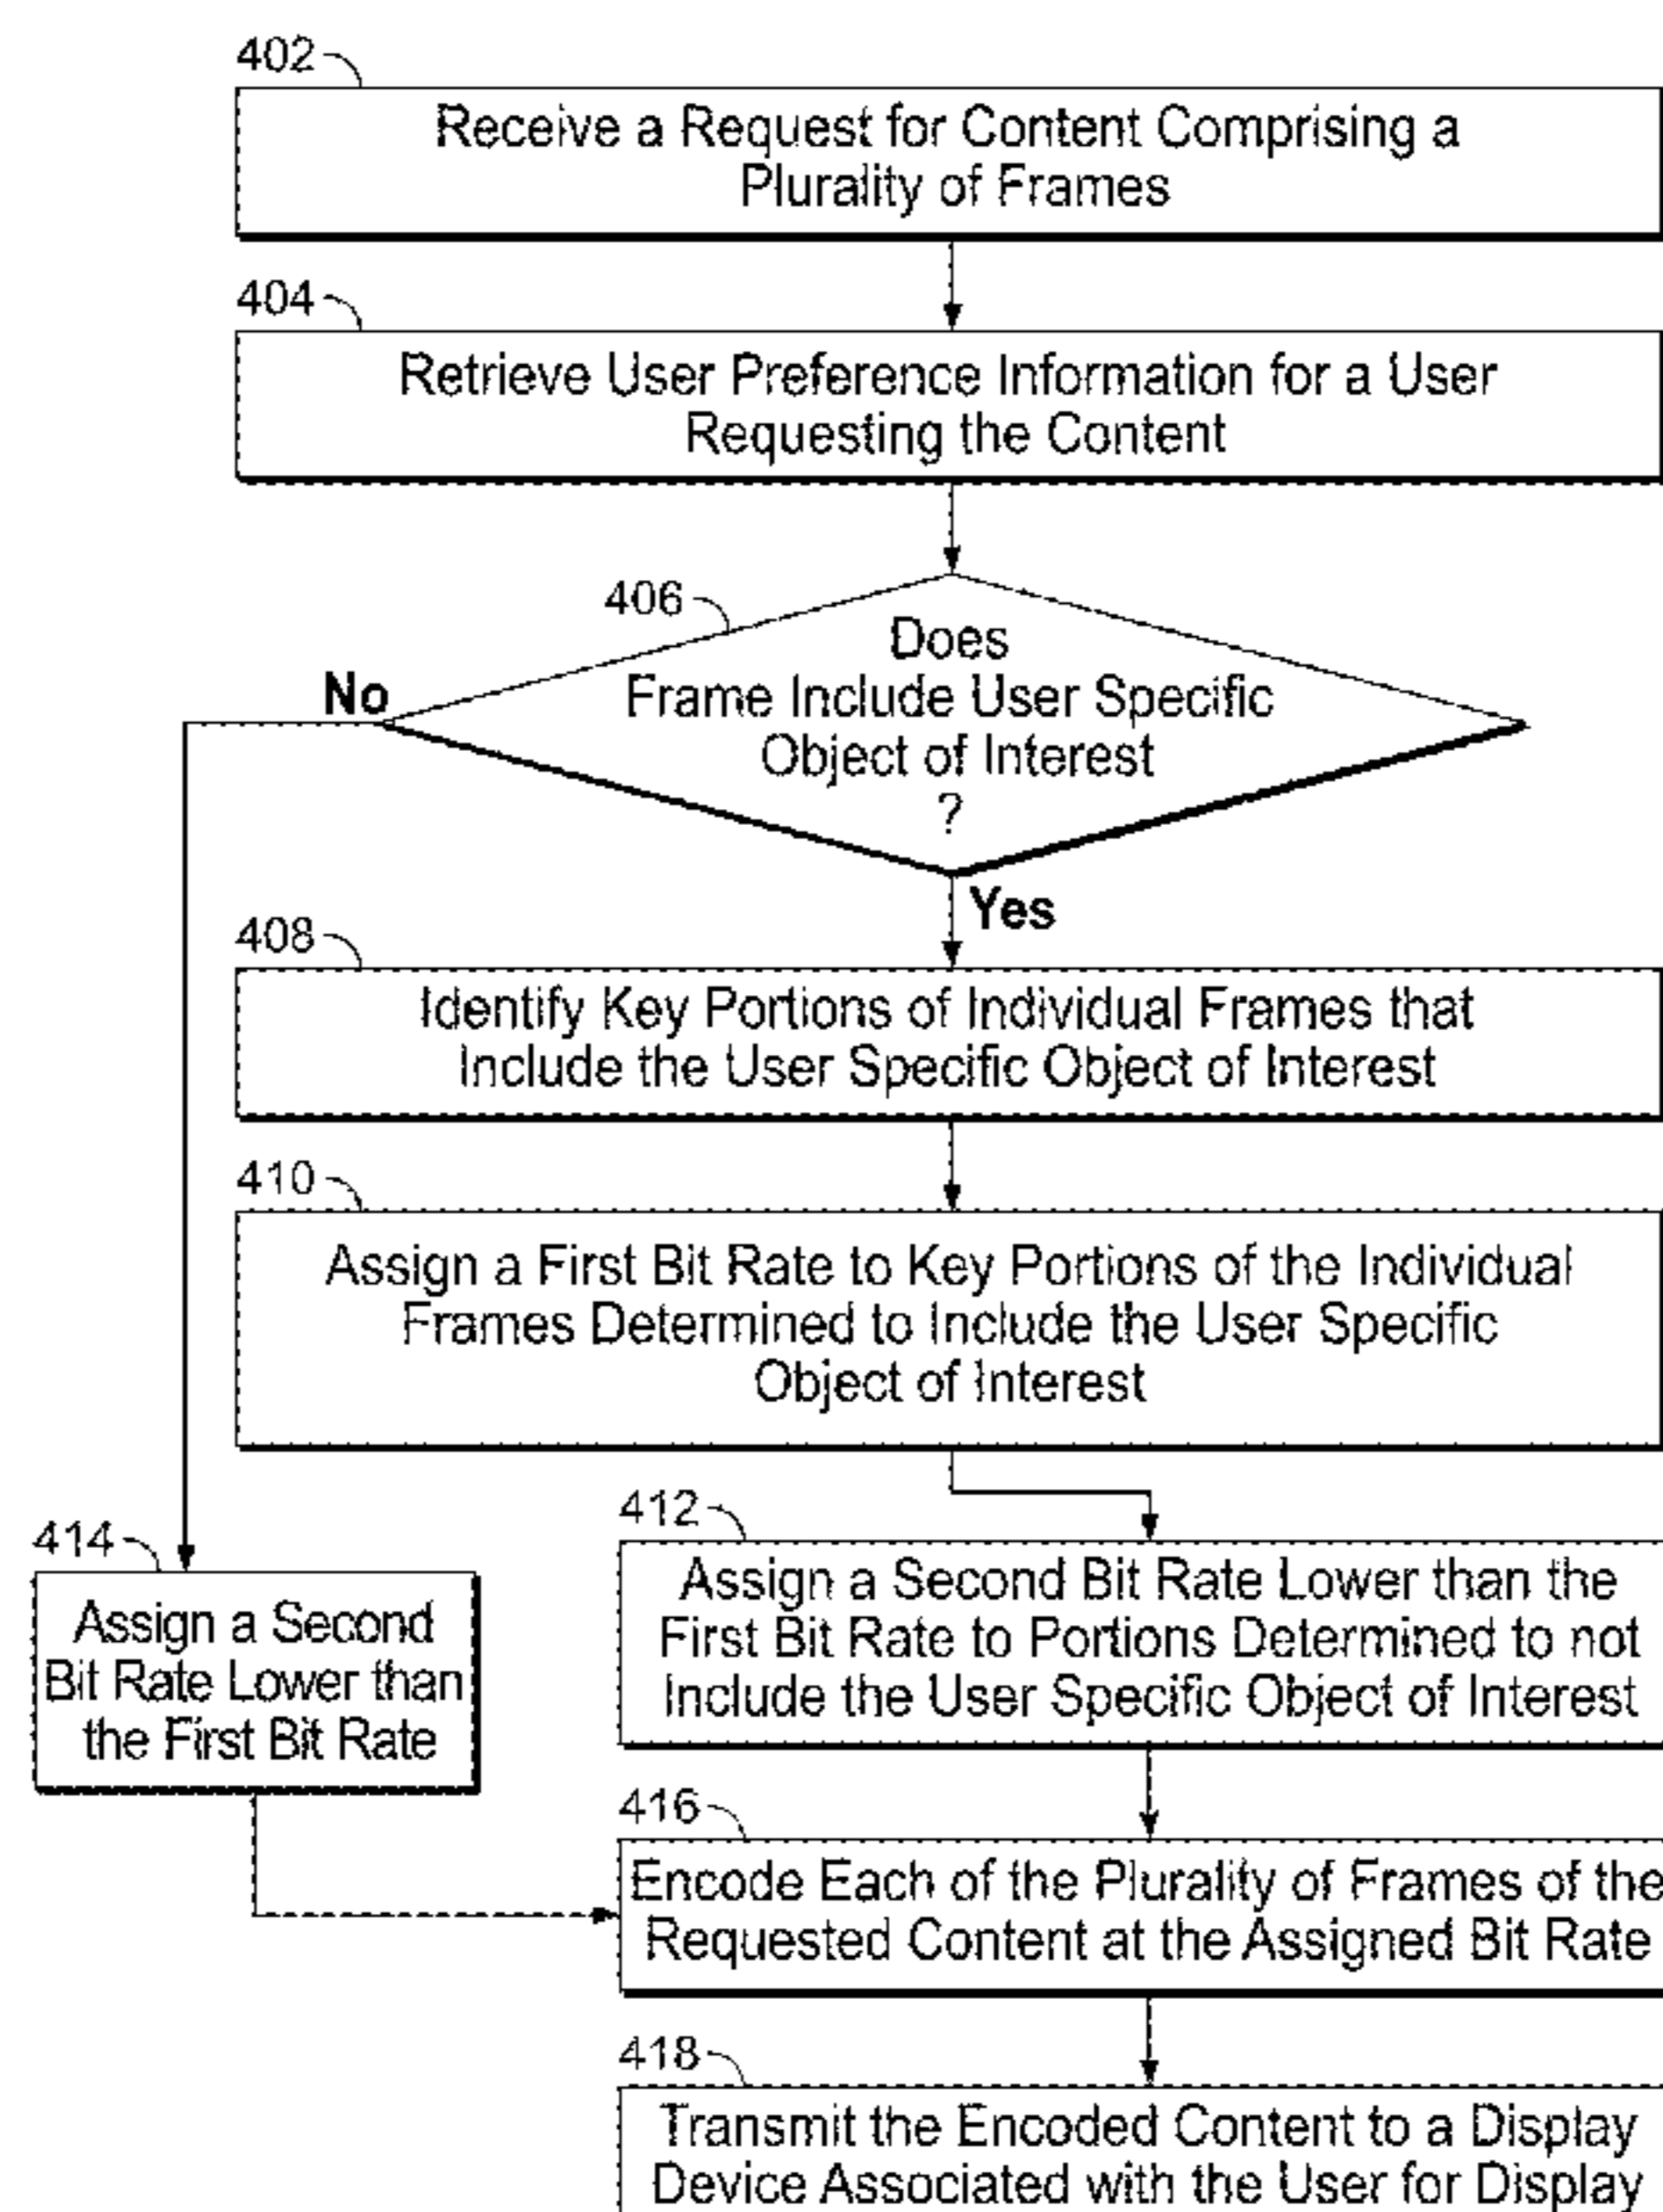 402
Receive a Request for Content Comprising a
Plurality of Frames
404
Retrieve User Preference Information for a User
Requesting the Content
406
Does
Frame Include User Specific
Object of Interest
?
No
Yes
408
Identify Key Portions of Individual Frames that
Include the User Specific Object of Interest
410
Assign a First Bit Rate to Key Portions of the Individual
Frames Determined to Include the User Specific
Object of Interest
412
Assign a Second Bit Rate Lower than the
First Bit Rate to Portions Determined to not
Include the User Specific Object of Interest
414
Assign a Second
Bit Rate Lower than
the First Bit Rate
416
Encode Each of the Plurality of Frames of the
Requested Content at the Assigned Bit Rate
418
Transmit the Encoded Content to a Display
Device Associated with the User for Display